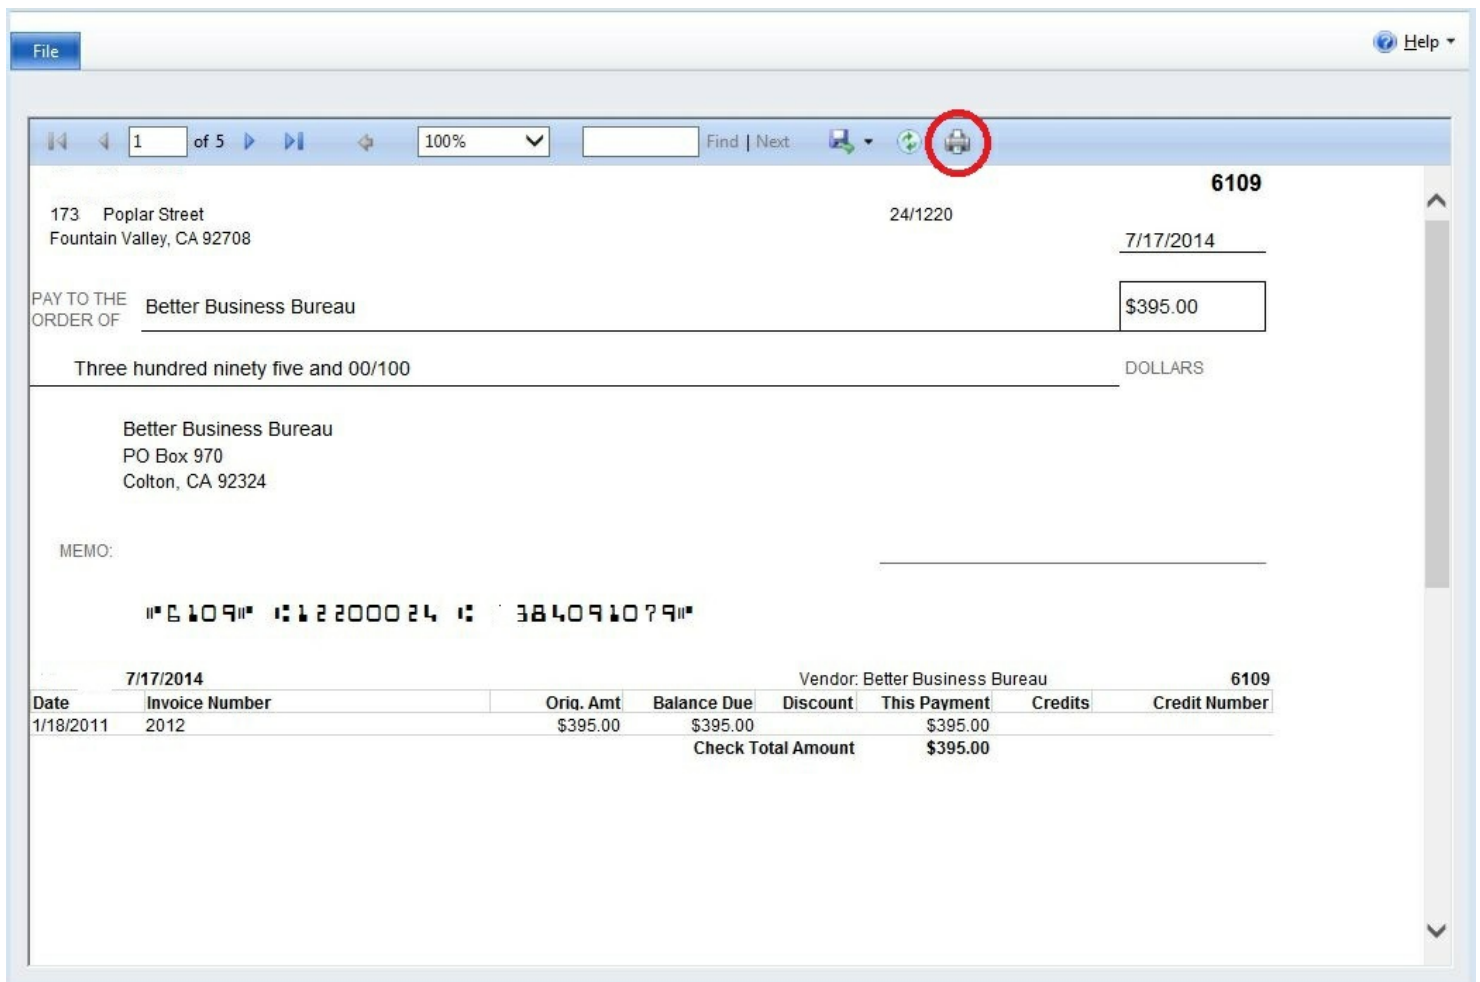 File
Help
1 of 5 100% Find | Next
6109
173 Poplar Street 24/1220
Fountain Valley, CA 92708 7/17/2014
PAY TO THE
ORDER OF Better Business Bureau $395.00
Three hundred ninety five and 00/100 DOLLARS
Better Business Bureau
PO Box 970
Colton, CA 92324
MEMO:
⑈6109⑈ ⑆12200024⑆ 384091079⑈
7/17/2014 Vendor: Better Business Bureau 6109
Date Invoice Number Orig. Amt Balance Due Discount This Payment Credits Credit Number
1/18/2011 2012 $395.00 $395.00 $395.00
Check Total Amount $395.00